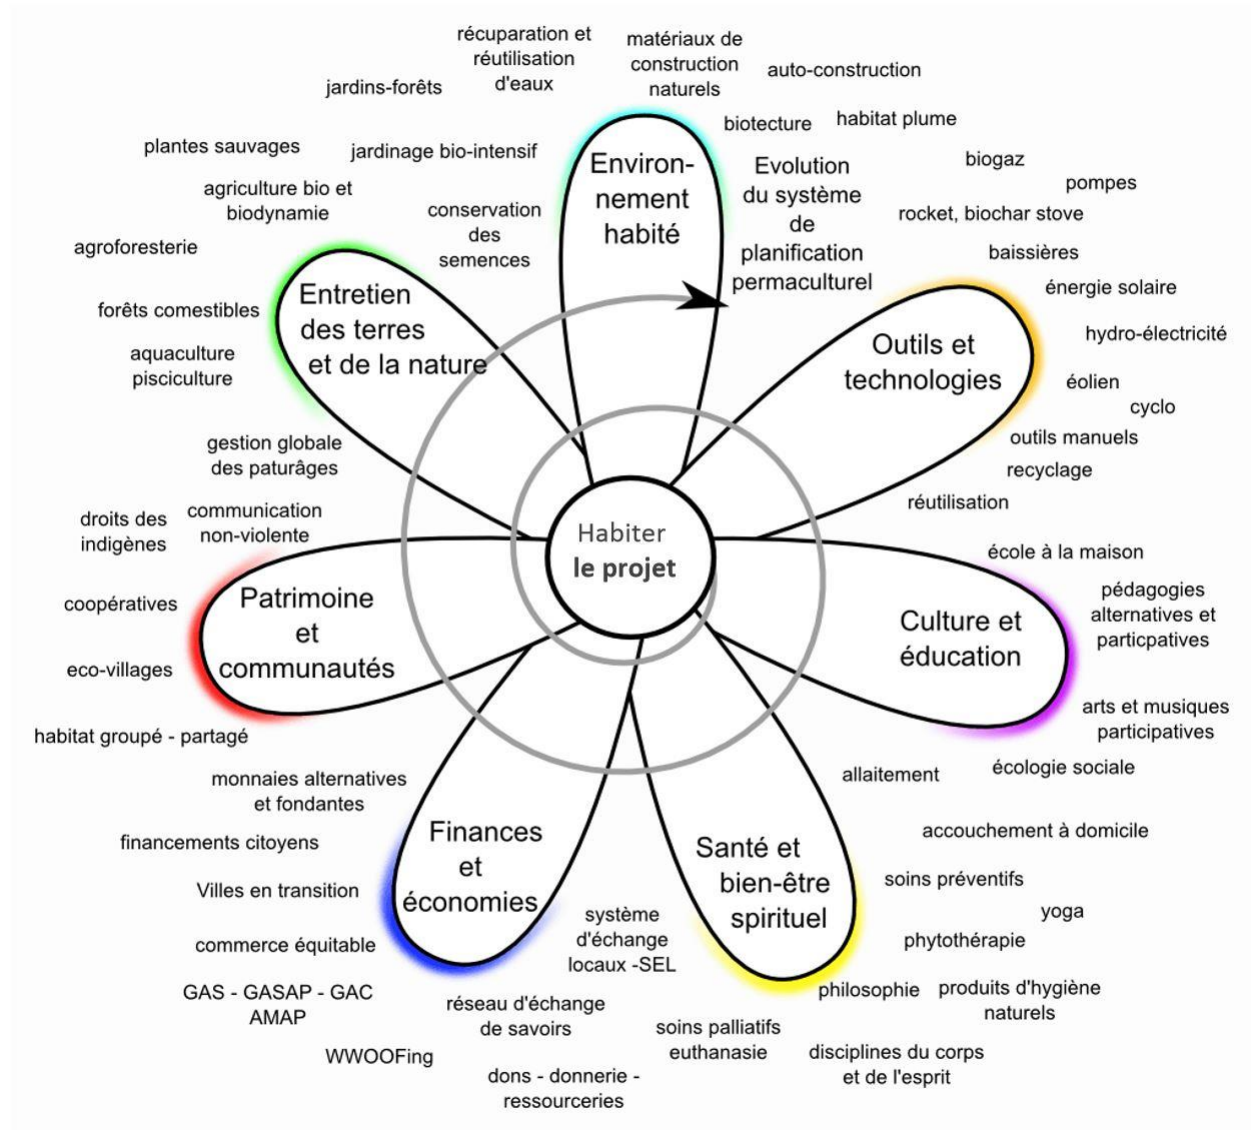 récuparation et
réutilisation
d'eaux
matériaux de
construction
naturels
auto-construction
jardins-forêts
biotecture
habitat plume
plantes sauvages
jardinage bio-intensif
agriculture bio et
biodynamie
conservation
des
semences
agroforesterie
forêts comestibles
aquaculture
pisciculture
gestion globale
des paturâges
Entretien
des terres
et de la nature
Environ-
nement
habité
Evolution
du système
de
planification
permaculturel
biogaz
pompes
rocket, biochar stove
baissières
énergie solaire
hydro-électricité
éolien
cyclo
outils manuels
recyclage
réutilisation
Outils et
technologies
Habiter
le projet
droits des
indigènes
communication
non-violente
coopératives
eco-villages
habitat groupé - partagé
Patrimoine
et
communautés
école à la maison
pédagogies
alternatives et
particpatives
arts et musiques
participatives
écologie sociale
Culture et
éducation
monnaies alternatives
et fondantes
financements citoyens
Villes en transition
commerce équitable
GAS - GASAP - GAC
AMAP
WWOOFing
réseau d'échange
de savoirs
dons - donnerie -
ressourceries
système
d'échange
locaux -SEL
Finances
et
économies
Santé et
bien-être
spirituel
allaitement
accouchement à domicile
soins préventifs
yoga
phytothérapie
philosophie
produits d'hygiène
naturels
soins palliatifs
euthanasie
disciplines du corps
et de l'esprit